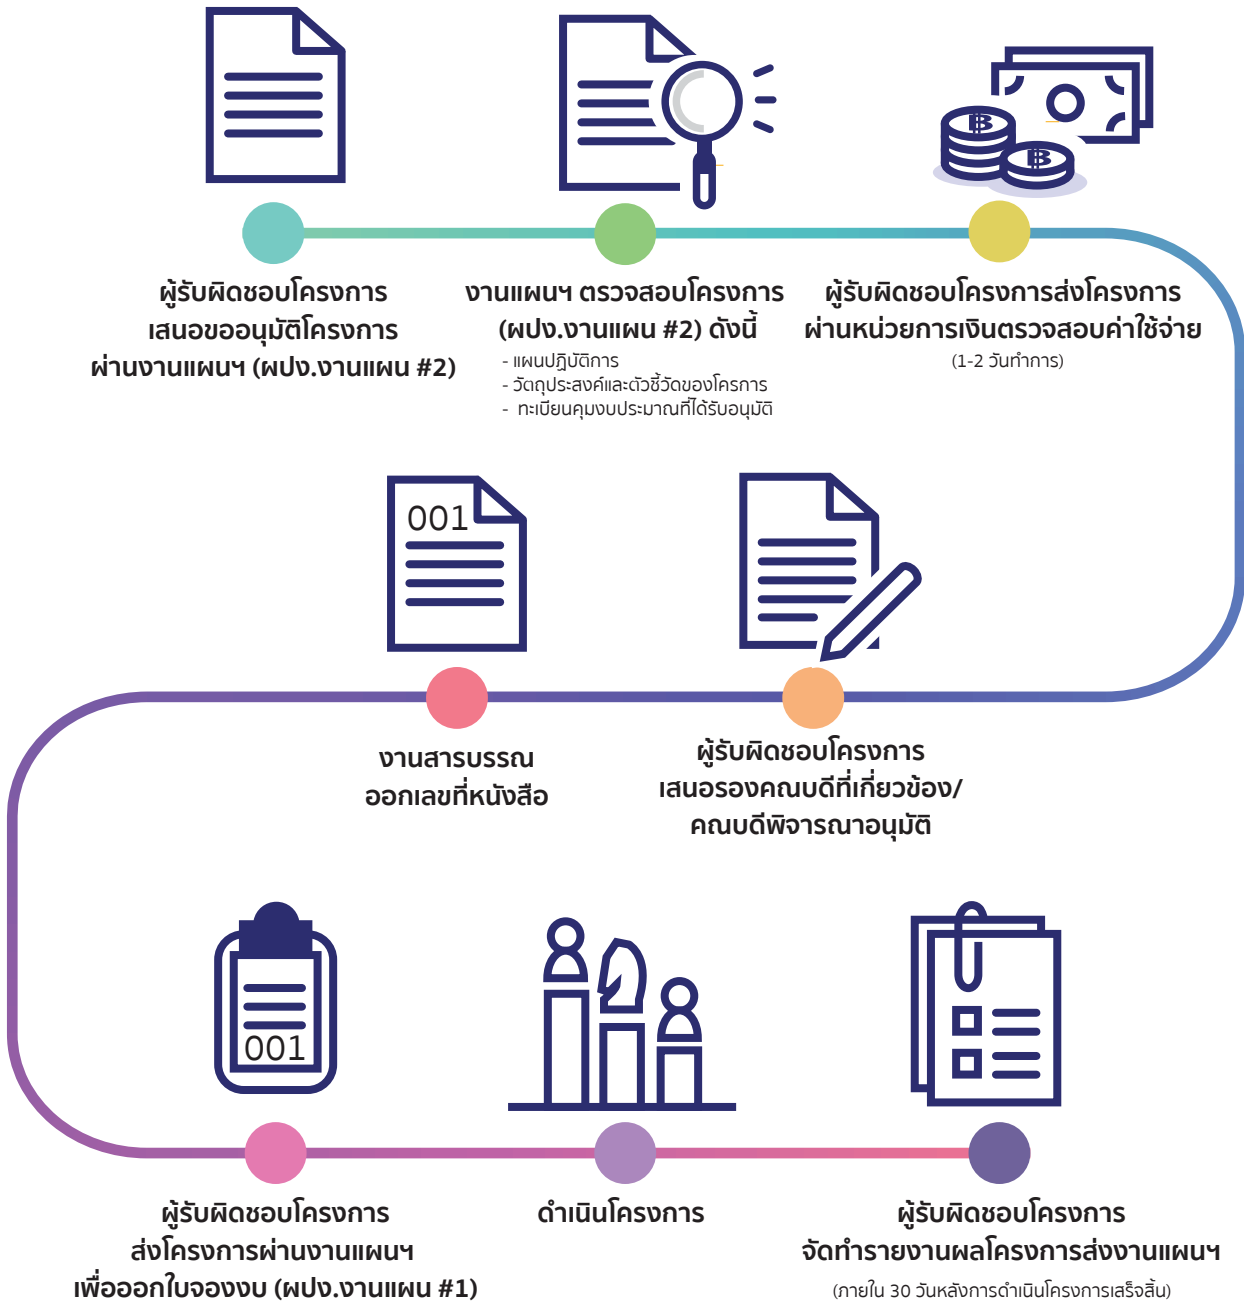 ผู้รับผิดชอบโครงการ
เสนอขออนุมัติโครงการ
ผ่านงานแผนฯ (ผปง.งานแผน #2)
งานแผนฯ ตรวจสอบโครงการ
(ผปง.งานแผน #2) ดังนี้
- แผนปฏิบัติการ
- วัตถุประสงค์และตัวชี้วัดของโครการ
- ทะเบียนคุมงบประมาณที่ได้รับอนุมัติ
B
B
ผู้รับผิดชอบโครงการส่งโครงการ
ผ่านหน่วยการเงินตรวจสอบค่าใช้จ่าย
(1-2 วันทำการ)
ผู้รับผิดชอบโครงการ
เสนอรองคณบดีที่เกี่ยวข้อง/
คณบดีพิจารณาอนุมัติ
001
งานสารบรรณ
ออกเลขที่หนังสือ
001
ผู้รับผิดชอบโครงการ
ส่งโครงการผ่านงานแผนฯ
เพื่อออกใบจองงบ (ผปง.งานแผน #1)
ดำเนินโครงการ
ผู้รับผิดชอบโครงการ
จัดทำรายงานผลโครงการส่งงานแผนฯ
(ภายใน 30 วันหลังการดำเนินโครงการเสร็จสิ้น)